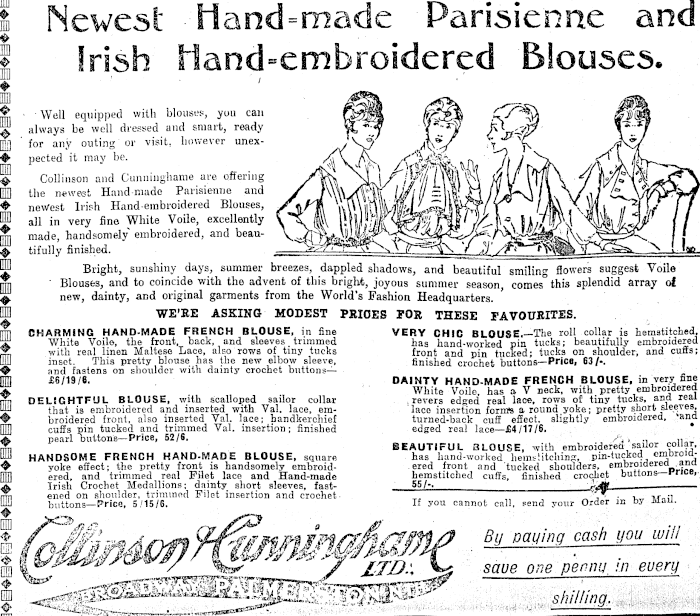 Newest Hand-made Parisienne and
Irish Hand-embroidered Blouses.
Well equipped with blouses, you can
always be well dressed and smart, ready
for any outing or visit, however unex-
pected it may be.
Collinson and Cunninghame are offering
the newest Hand-made Parisienne and
newest Irish Hand-embroidered Blouses,
all in very fine White Voile, excellently
made, handsomely embroidered, and beau-
tifully finished.
Bright, sunshiny days, summer breezes, dappled shadows, and beautiful smiling flowers suggest Voile
Blouses, and to coincide with the advent of this bright, joyous summer season, comes this splendid array of
new, dainty, and original garments from the World's Fashion Headquarters.
WE'RE ASKING MODEST PRICES FOR THESE FAVOURITES.
CHARMING HAND-MADE FRENCH BLOUSE, in fine
White Voile, the front, back, and sleeves trimmed
with real linen Maltese Lace, also rows of tiny tucks
inset. This pretty blouse has the new elbow sleeve,
and fastens on shoulder with dainty crochet buttons—
£6/19/6.
DELIGHTFUL BLOUSE, with scalloped sailor collar
that is embroidered and inserted with Val. lace, em-
broidered front, also inserted Val. lace; handkerchief
cuffs pin tucked and trimmed Val. insertion; finished
pearl buttons—Price, 52/6.
HANDSOME FRENCH HAND-MADE BLOUSE, square
yoke effect; the pretty front is handsomely embroid-
ered, and trimmed real Filet lace and Hand-made
Irish Crochet Medallions; dainty short sleeves, fast-
ened on shoulder, trimmed Filet insertion and crochet
buttons—Price, 5/15/6.
VERY CHIC BLOUSE.—The roll collar is hemstitched,
has hand-worked pin tucks; beautifully embroidered
front and pin tucked; tucks on shoulder, and cuffs;
finished crochet buttons—Price, 63/-.
DAINTY HAND-MADE FRENCH BLOUSE, in very fine
White Voile, has a V neck, with pretty embroidered
revers edged real lace, rows of tiny tucks, and real
lace insertion forms a round yoke; pretty short sleeves,
turned-back cuff effect, slightly embroidered, and
edged real lace—£4/17/6.
BEAUTIFUL BLOUSE, with embroidered sailor collar,
has hand-worked hemstitching, pin-tucked embroid-
ered front and tucked shoulders, embroidered and
hemstitched cuffs, finished crochet buttons—Price,
55/-.
If you cannot call, send your Order in by Mail.
Collinson & Cunninghame
LTD.
BROADWAY, PALMERSTON NTH.
By paying cash you will
save one penny in every
shilling.